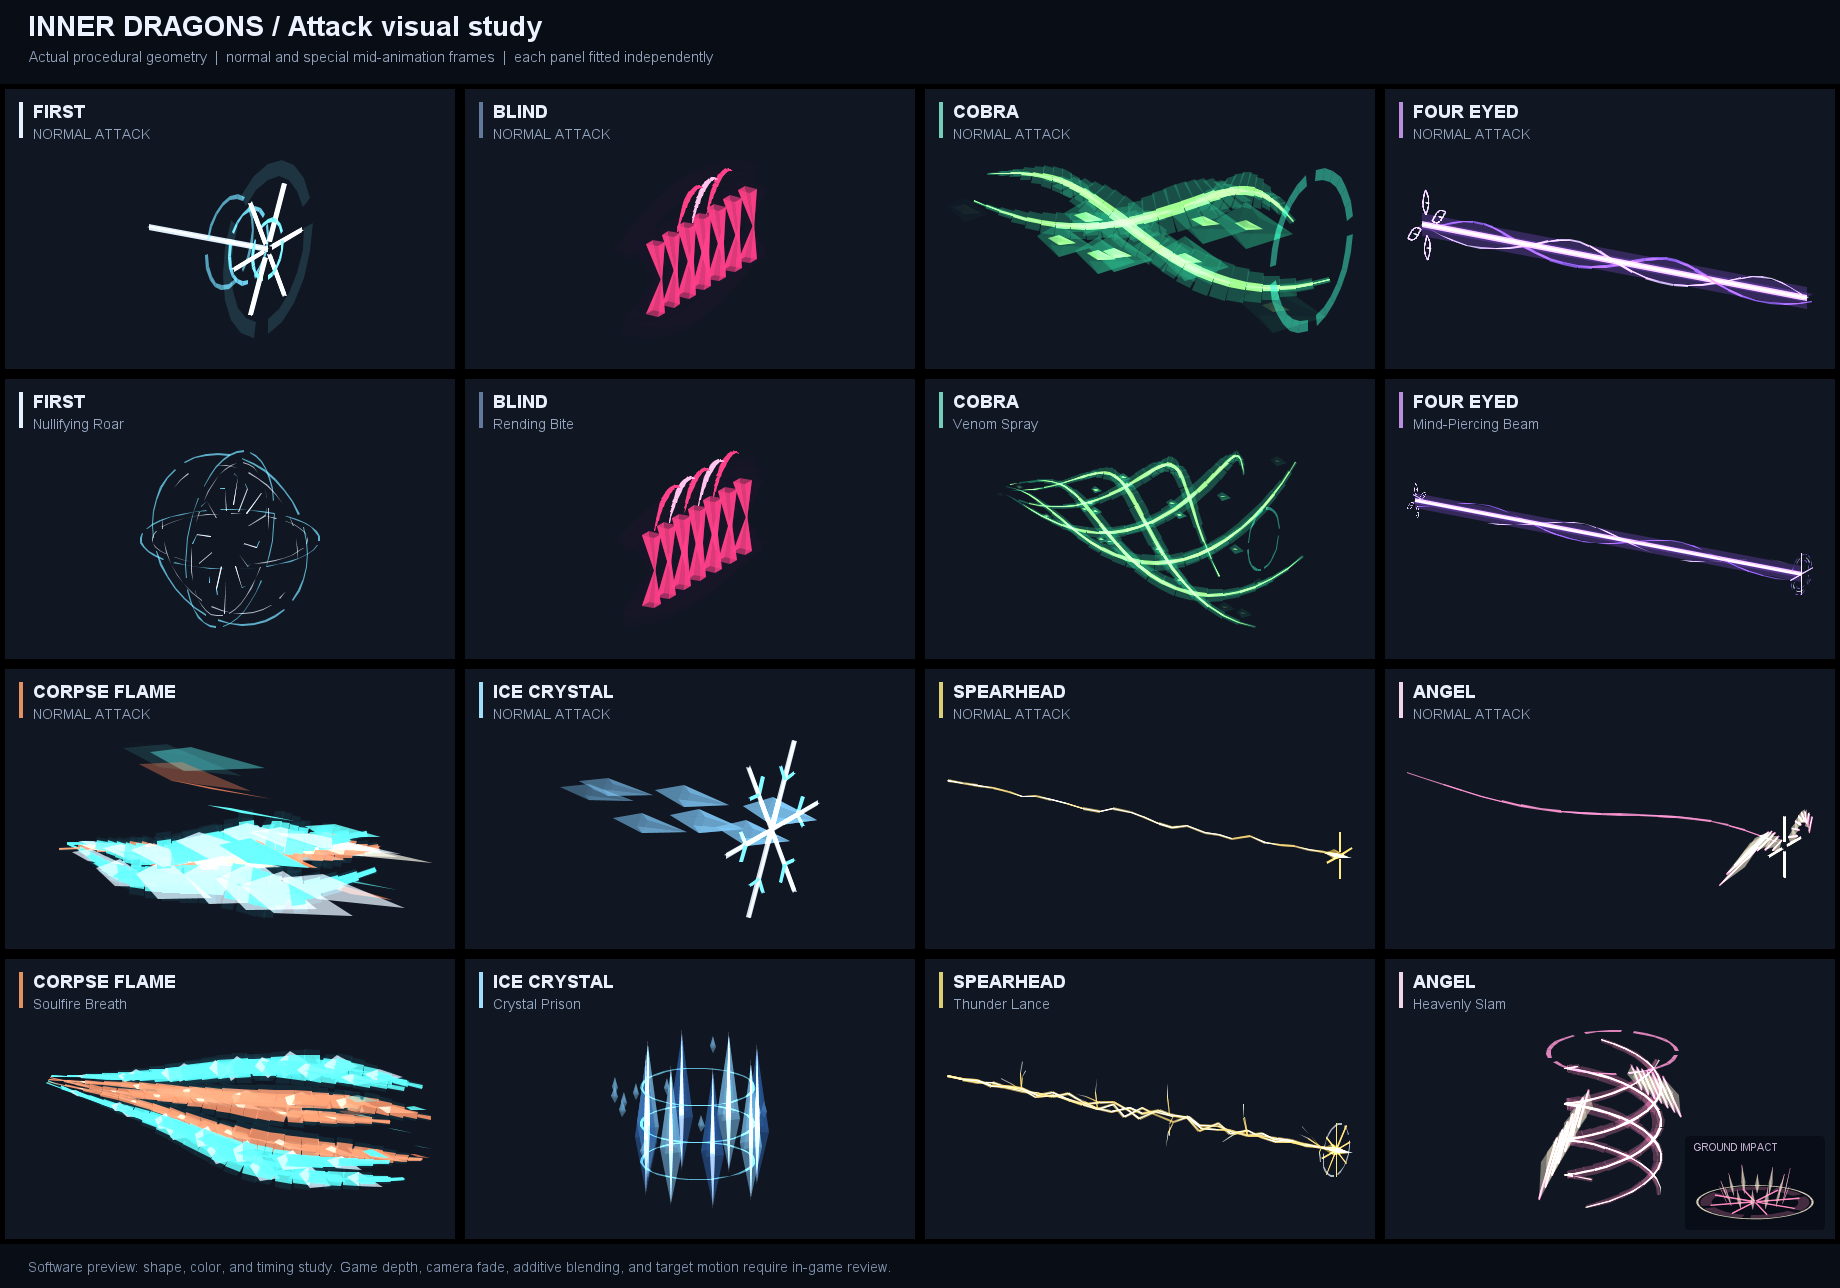 INNER DRAGONS / Attack visual study
Actual procedural geometry | normal and special mid-animation frames | each panel fitted independently
FIRST
NORMAL ATTACK
BLIND
NORMAL ATTACK
COBRA
NORMAL ATTACK
FOUR EYED
NORMAL ATTACK
FIRST
Nullifying Roar
BLIND
Rending Bite
COBRA
Venom Spray
FOUR EYED
Mind-Piercing Beam
CORPSE FLAME
NORMAL ATTACK
ICE CRYSTAL
NORMAL ATTACK
SPEARHEAD
NORMAL ATTACK
ANGEL
NORMAL ATTACK
CORPSE FLAME
Soulfire Breath
ICE CRYSTAL
Crystal Prison
SPEARHEAD
Thunder Lance
ANGEL
Heavenly Slam
GROUND IMPACT
Software preview: shape, color, and timing study. Game depth, camera fade, additive blending, and target motion require in-game review.